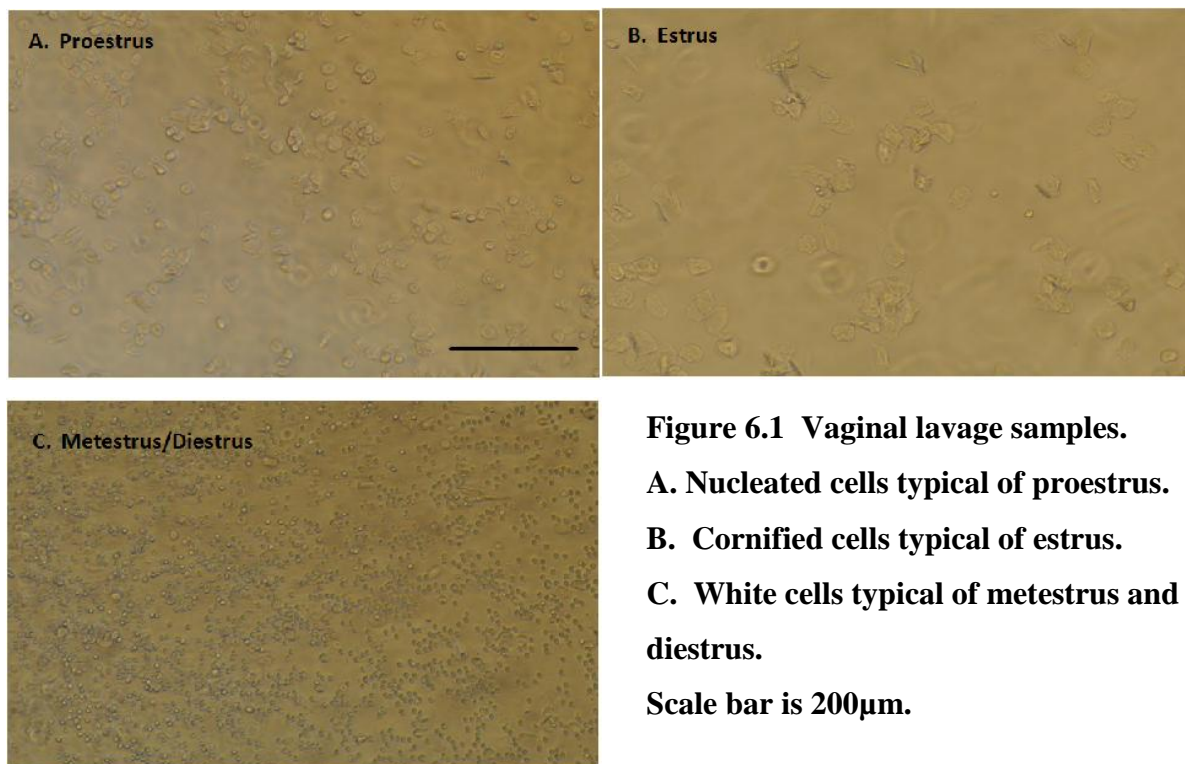 A. Proestrus
B. Estrus
C. Metestrus/Diestrus
Figure 6.1 Vaginal lavage samples.
A. Nucleated cells typical of proestrus.
B. Cornified cells typical of estrus.
C. White cells typical of metestrus and
diestrus.
Scale bar is 200µm.